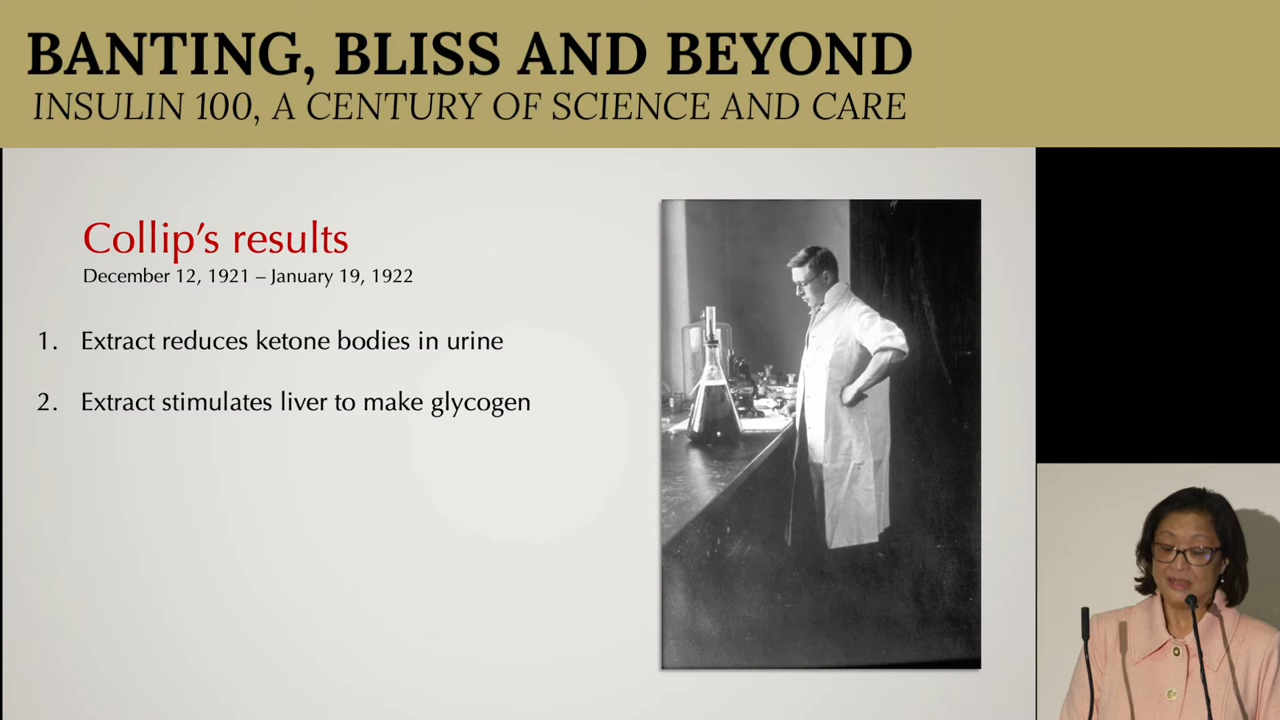 BANTING, BLISS AND BEYOND
INSULIN 100, A CENTURY OF SCIENCE AND CARE
Collip’s results
December 12, 1921 – January 19, 1922
1. Extract reduces ketone bodies in urine
2. Extract stimulates liver to make glycogen